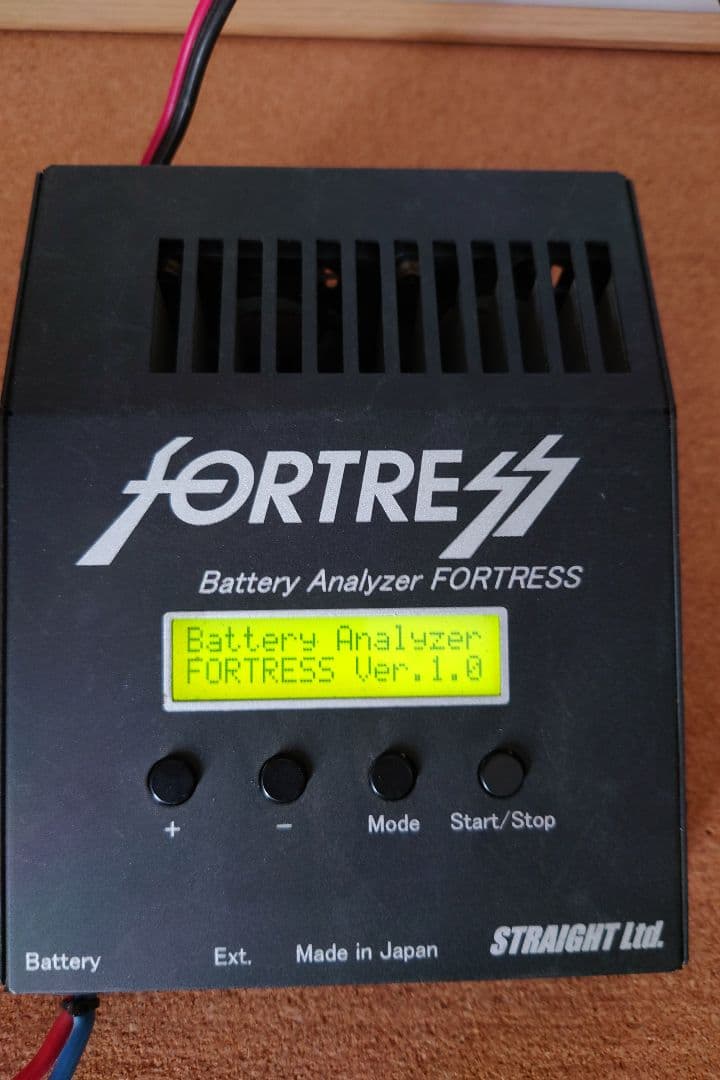 FORTRESS
Battery Analyzer FORTRESS
Battery Analyzer
FORTRESS Ver.1.0
+ − Mode Start/Stop
STRAIGHT Ltd.
Battery Ext. Made in Japan